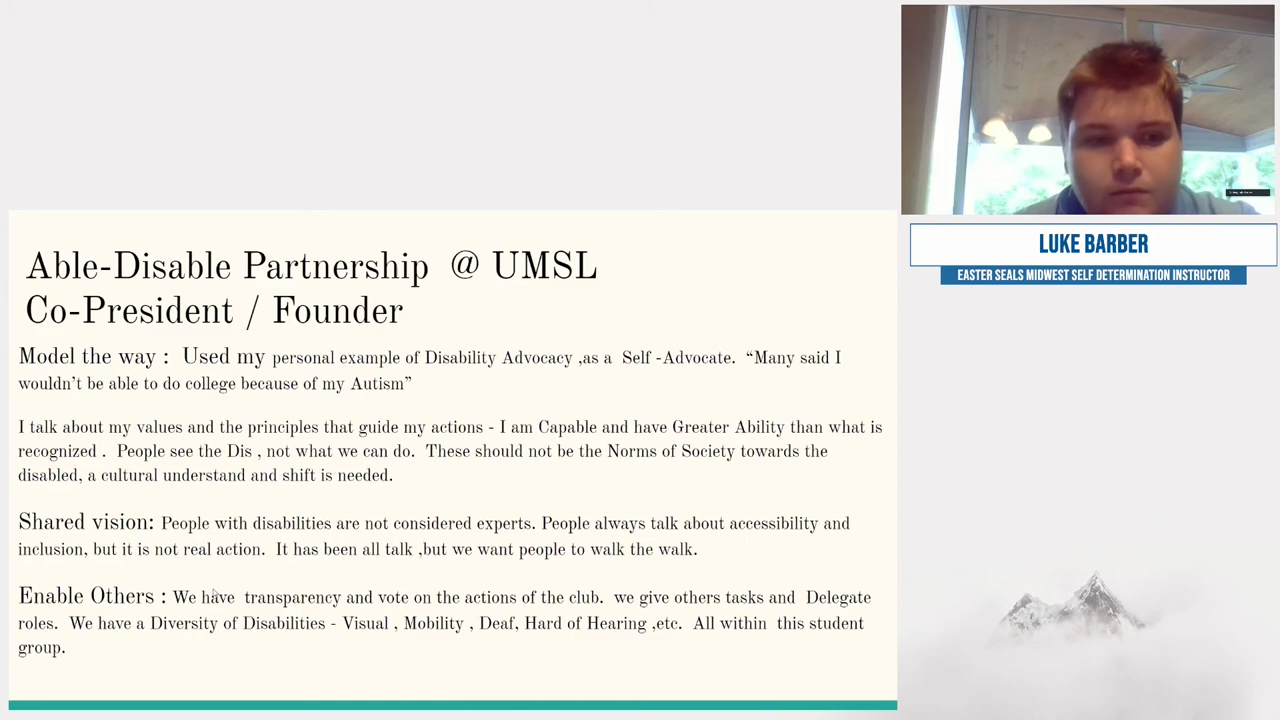 Able-Disable Partnership @ UMSL
Co-President / Founder
Model the way : Used my personal example of Disability Advocacy ,as a Self -Advocate. “Many said I
wouldn’t be able to do college because of my Autism”
I talk about my values and the principles that guide my actions - I am Capable and have Greater Ability than what is
recognized . People see the Dis , not what we can do. These should not be the Norms of Society towards the
disabled, a cultural understand and shift is needed.
Shared vision: People with disabilities are not considered experts. People always talk about accessibility and
inclusion, but it is not real action. It has been all talk ,but we want people to walk the walk.
Enable Others : We have transparency and vote on the actions of the club. we give others tasks and Delegate
roles. We have a Diversity of Disabilities - Visual , Mobility , Deaf, Hard of Hearing ,etc. All within this student
group.
LUKE BARBER
EASTER SEALS MIDWEST SELF DETERMINATION INSTRUCTOR